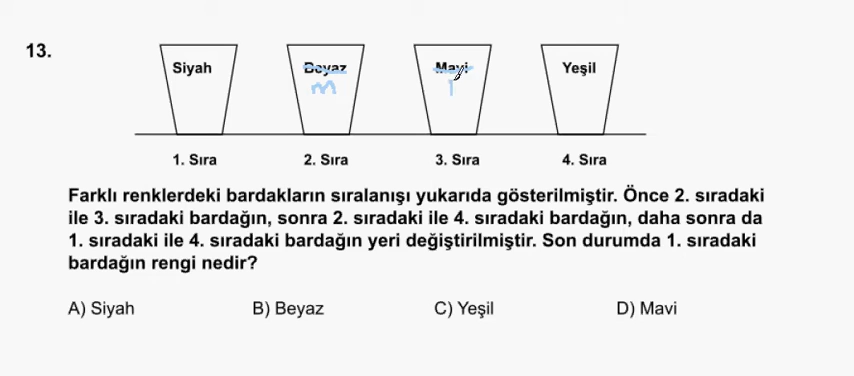 13.
Siyah Beyaz Mavi Yeşil
m
1. Sıra 2. Sıra 3. Sıra 4. Sıra
Farklı renklerdeki bardakların sıralanışı yukarıda gösterilmiştir. Önce 2. sıradaki
ile 3. sıradaki bardağın, sonra 2. sıradaki ile 4. sıradaki bardağın, daha sonra da
1. sıradaki ile 4. sıradaki bardağın yeri değiştirilmiştir. Son durumda 1. sıradaki
bardağın rengi nedir?
A) Siyah B) Beyaz C) Yeşil D) Mavi